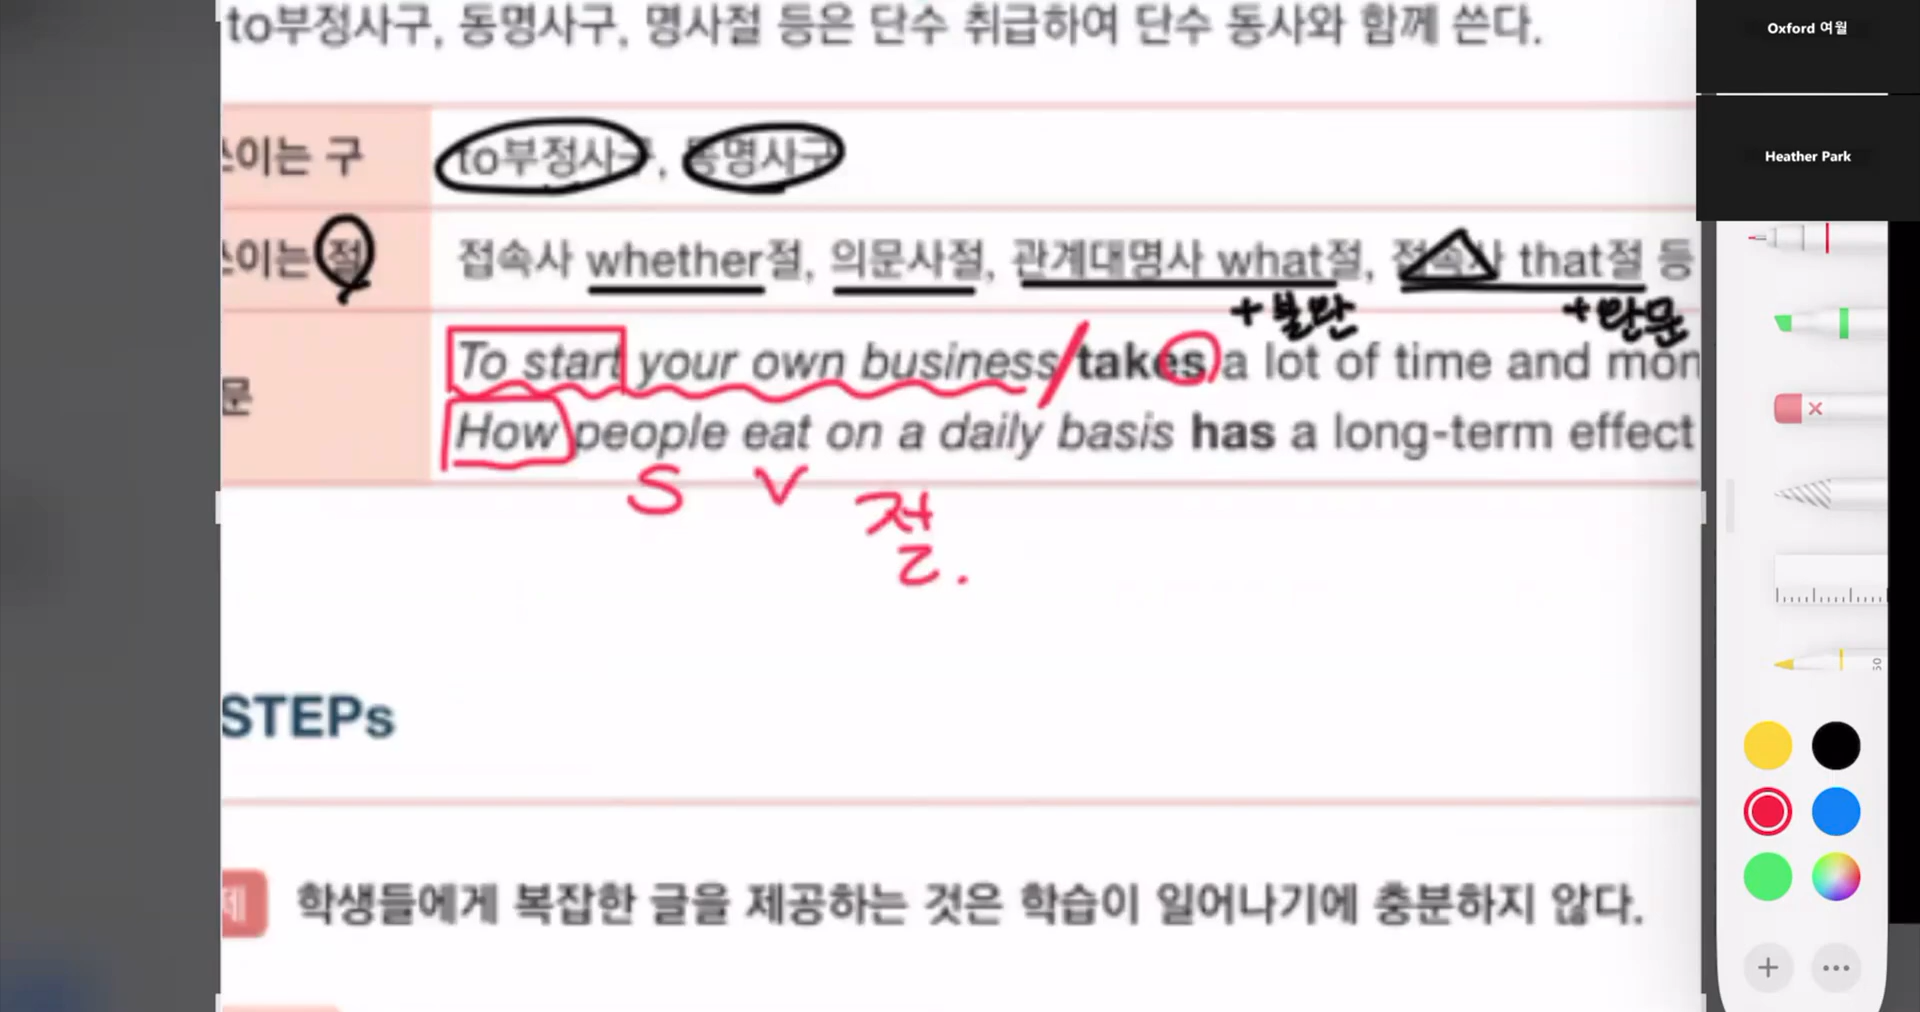 to부정사구, 동명사구, 명사절 등은 단수 취급하여 단수 동사와 함께 쓴다.
쓰이는 구
to부정사구, 동명사구
쓰이는 절
접속사 whether절, 의문사절, 관계대명사 what절, 접속사 that절 등
+ 불완
+ 완문
문
To start your own business / takes a lot of time and mon
How people eat on a daily basis has a long-term effect
S V
절.
STEPs
제
학생들에게 복잡한 글을 제공하는 것은 학습이 일어나기에 충분하지 않다.
Oxford 여월
Heather Park
50